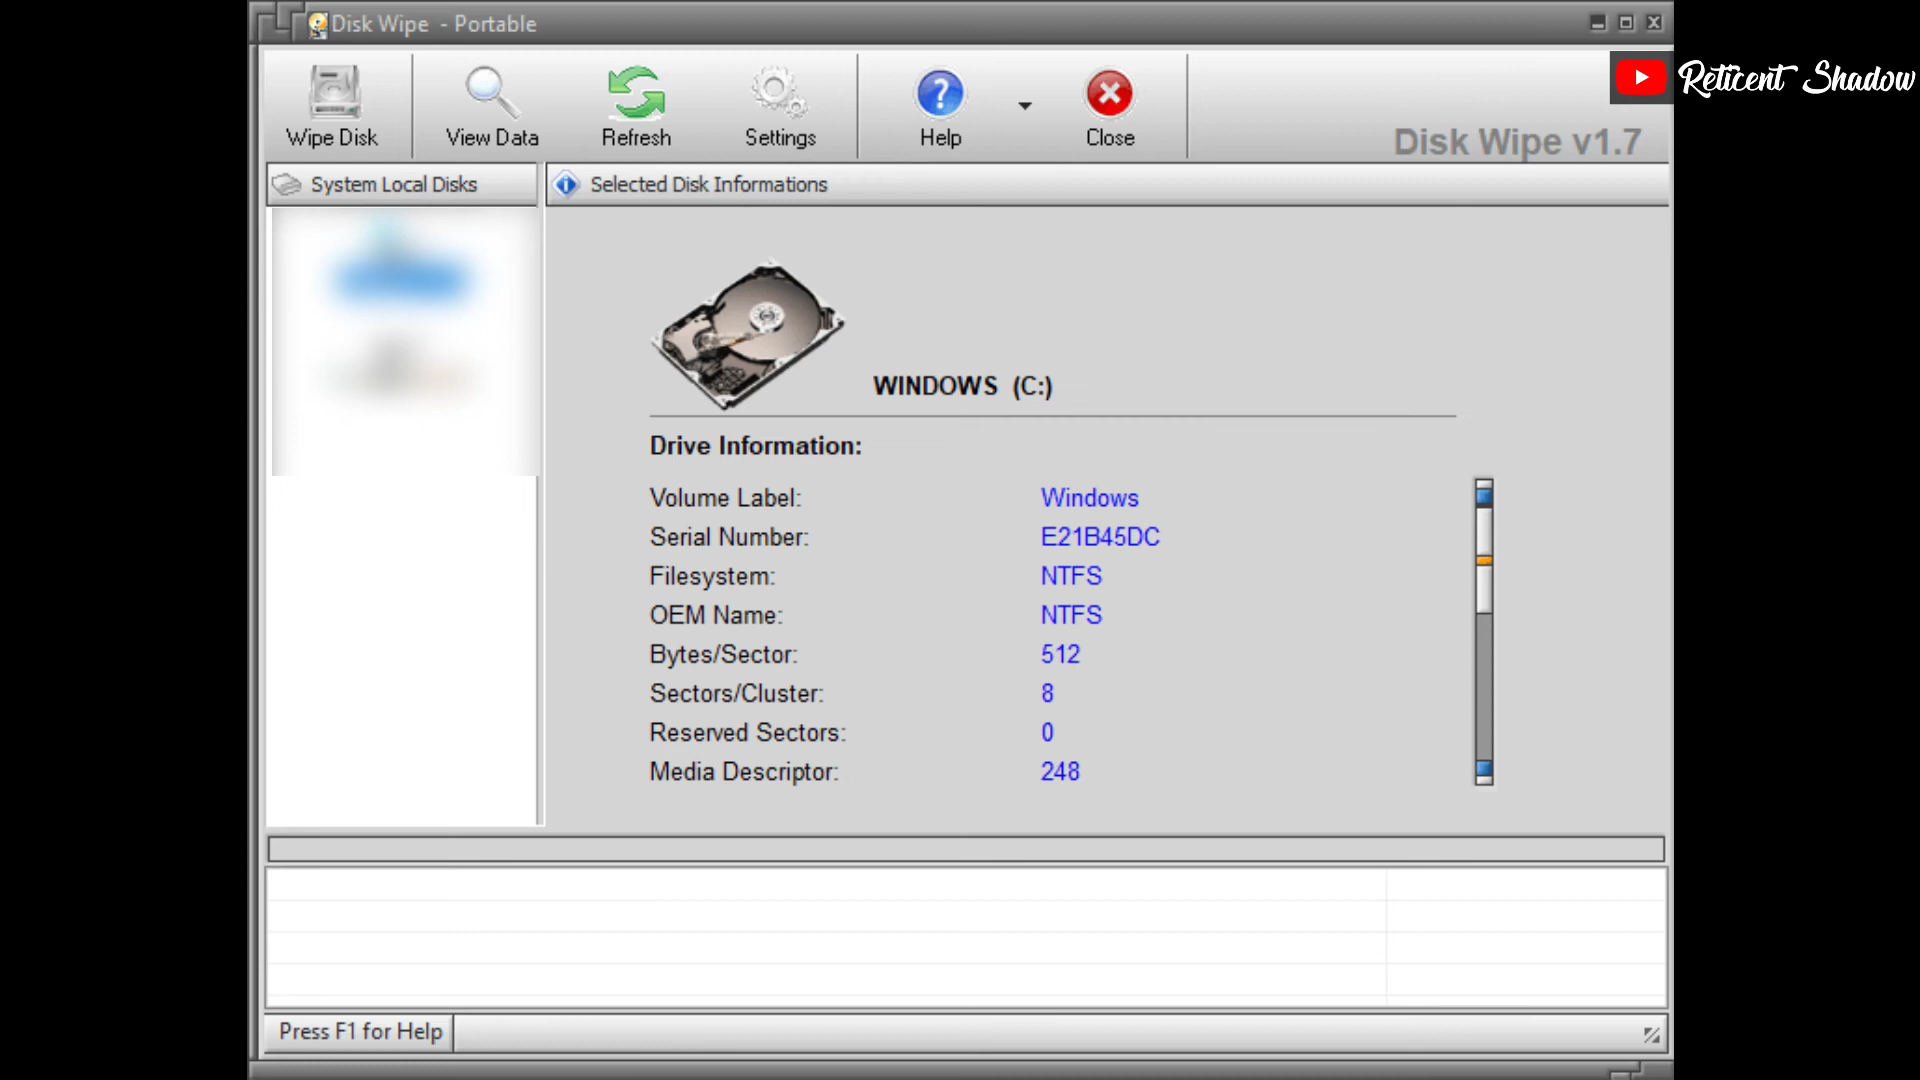 Disk Wipe - Portable
Reticent Shadow
Wipe Disk View Data Refresh Settings Help Close
Disk Wipe v1.7
System Local Disks Selected Disk Informations
WINDOWS (C:)
Drive Information:
Volume Label: Windows
Serial Number: E21B45DC
Filesystem: NTFS
OEM Name: NTFS
Bytes/Sector: 512
Sectors/Cluster: 8
Reserved Sectors: 0
Media Descriptor: 248
Press F1 for Help